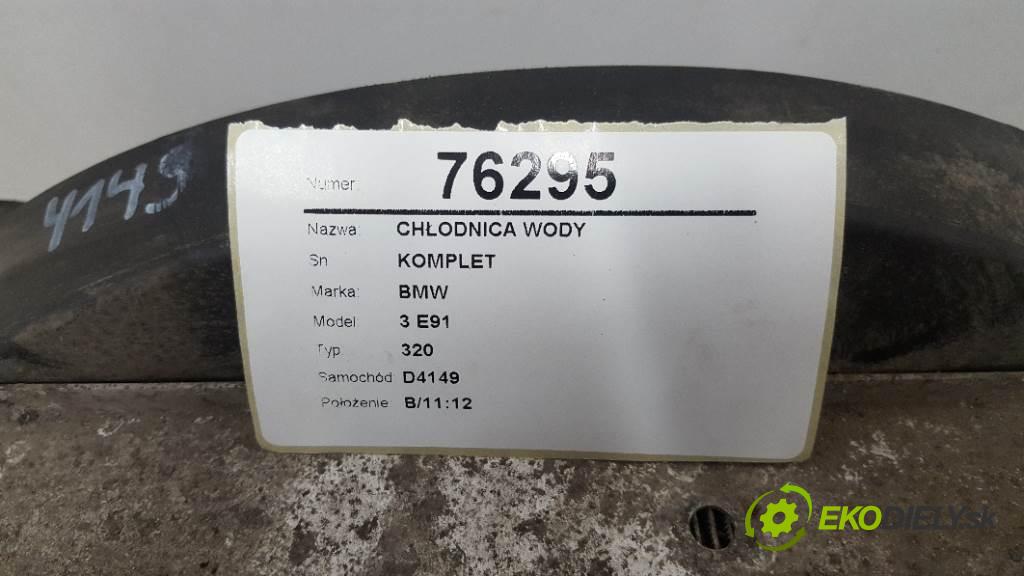 4149
Numer: 76295
Nazwa: CHŁODNICA WODY
Sn KOMPLET
Marka: BMW
Model 3 E91
Typ 320
Samochód D4149
Położenie B/11:12
EKODIELY.sk